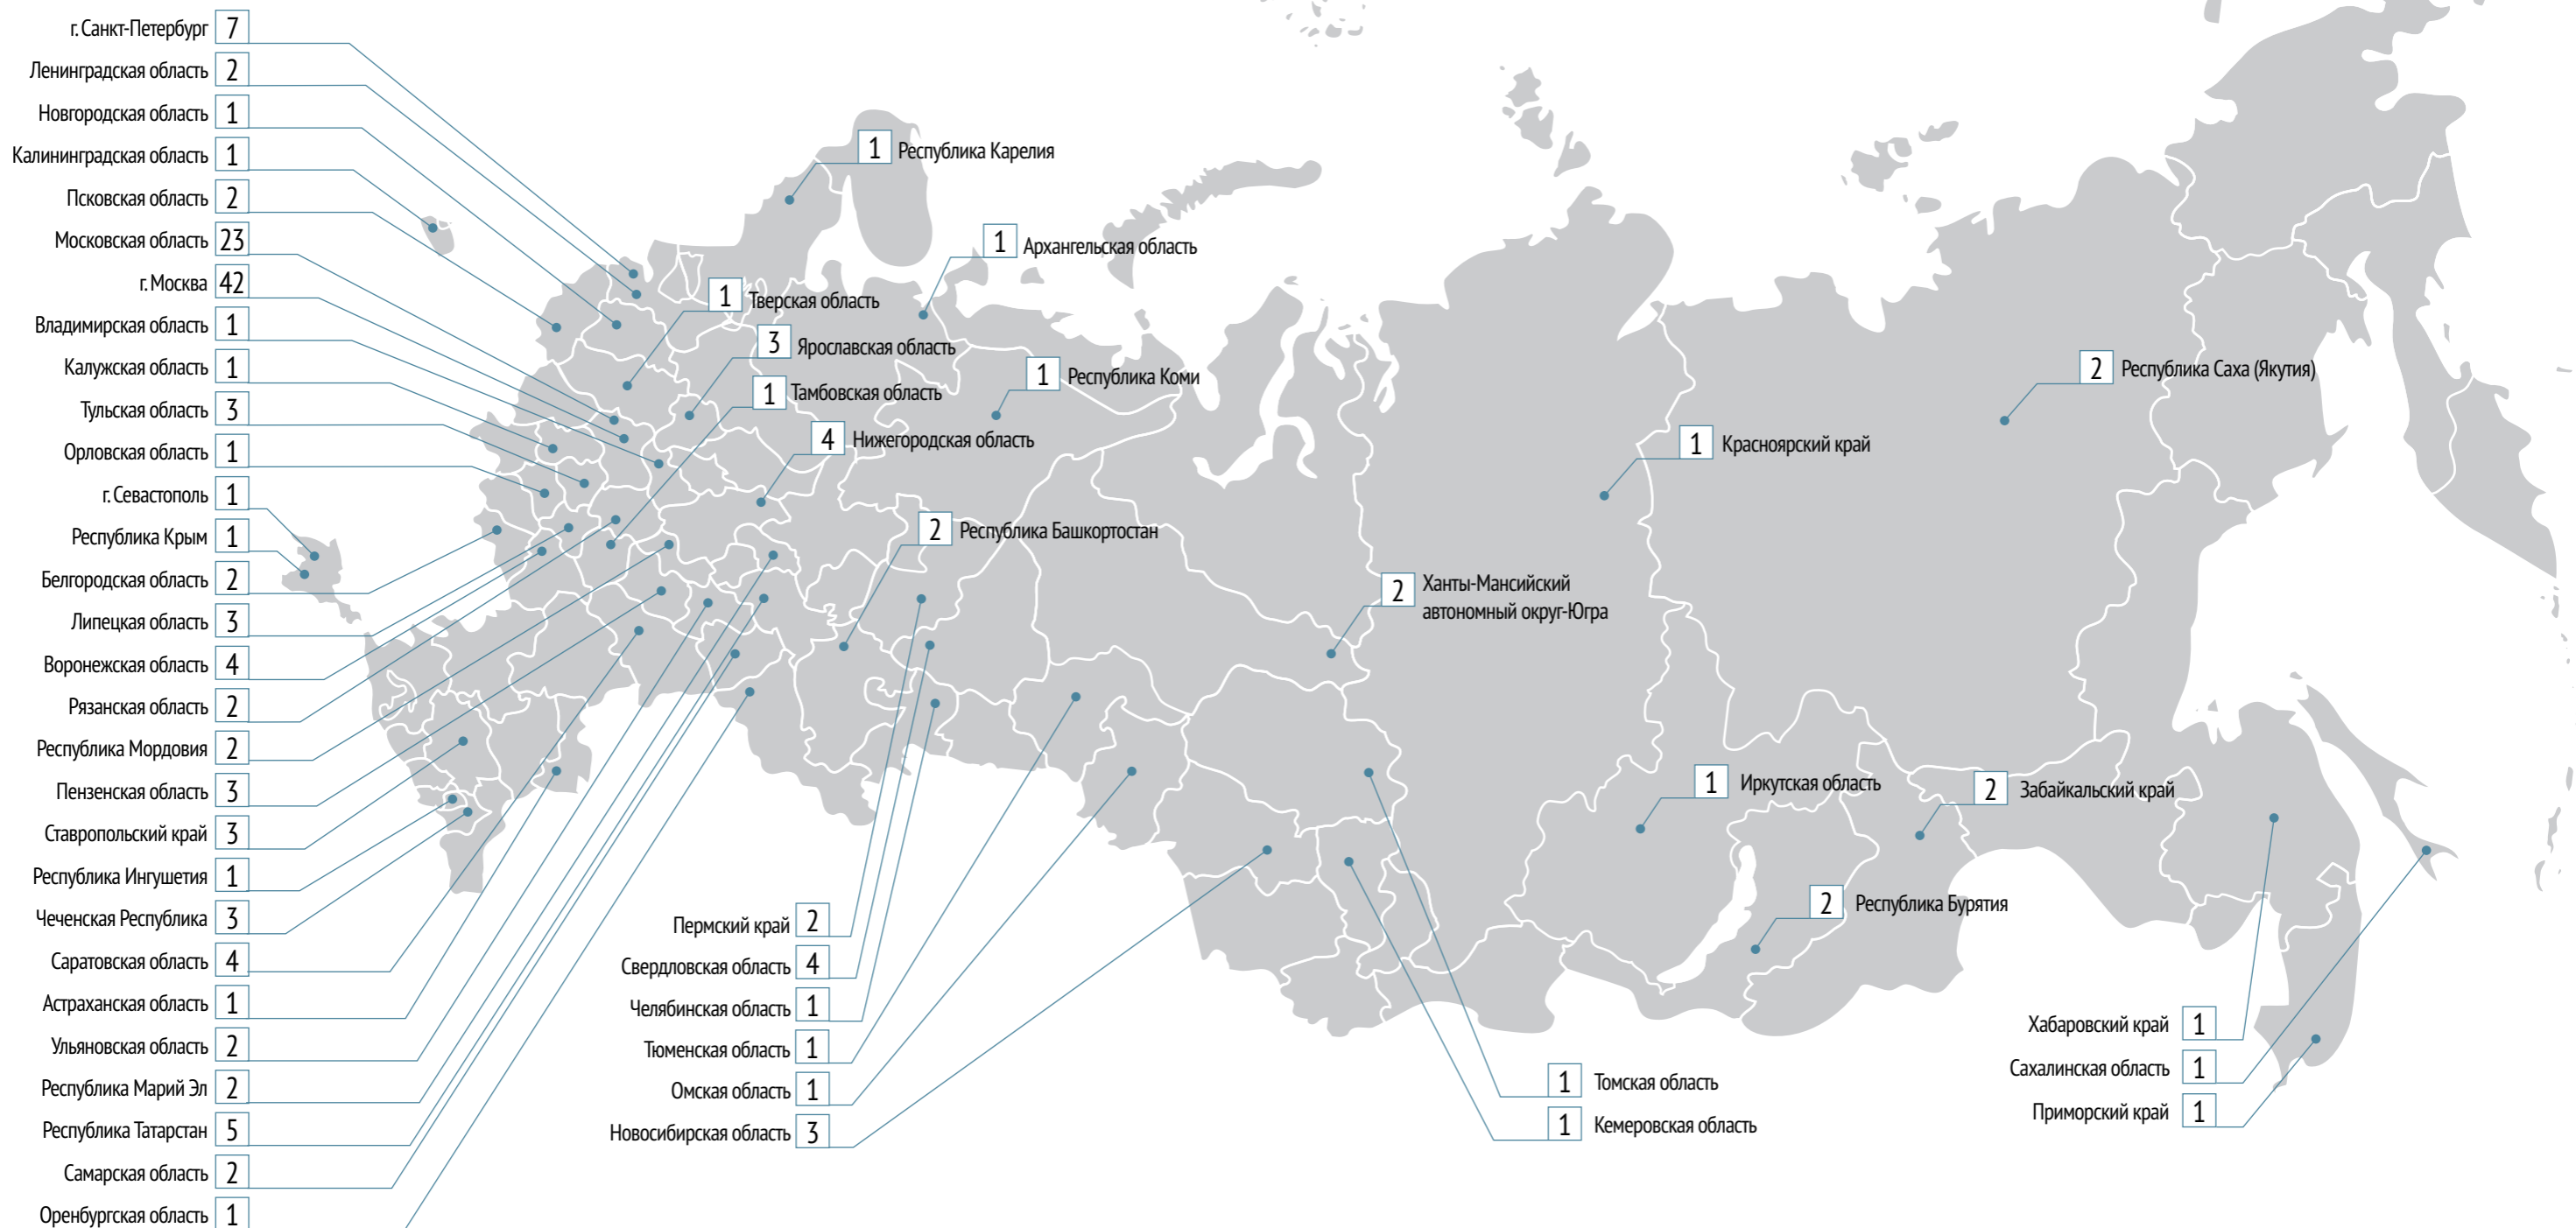 г. Санкт-Петербург 7
Ленинградская область 2
Новгородская область 1
Калининградская область 1
Псковская область 2
Московская область 23
г. Москва 42
Владимирская область 1
Калужская область 1
Тульская область 3
Орловская область 1
г. Севастополь 1
Республика Крым 1
Белгородская область 2
Липецкая область 3
Воронежская область 4
Рязанская область 2
Республика Мордовия 2
Пензенская область 3
Ставропольский край 3
Республика Ингушетия 1
Чеченская Республика 3
Саратовская область 4
Астраханская область 1
Ульяновская область 2
Республика Марий Эл 2
Республика Татарстан 5
Самарская область 2
Оренбургская область 1
1 Республика Карелия
1 Архангельская область
1 Тверская область
3 Ярославская область
1 Республика Коми
1 Тамбовская область
4 Нижегородская область
2 Республика Башкортостан
2 Ханты-Мансийский
автономный округ-Югра
1 Красноярский край
2 Республика Саха (Якутия)
1 Иркутская область
2 Забайкальский край
2 Республика Бурятия
Пермский край 2
Свердловская область 4
Челябинская область 1
Тюменская область 1
Омская область 1
Новосибирская область 3
1 Томская область
1 Кемеровская область
Хабаровский край 1
Сахалинская область 1
Приморский край 1